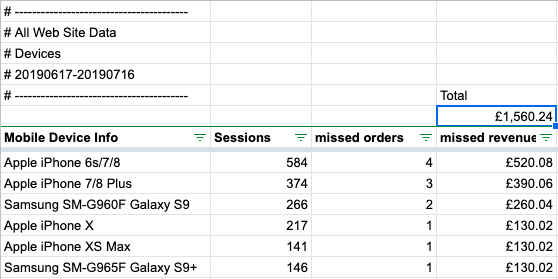 # ----------------------------------------
# All Web Site Data
# Devices
# 20190617-20190716
# ---------------------------------------- Total
£1,560.24
Mobile Device Info Sessions missed orders missed revenue
Apple iPhone 6s/7/8 584 4 £520.08
Apple iPhone 7/8 Plus 374 3 £390.06
Samsung SM-G960F Galaxy S9 266 2 £260.04
Apple iPhone X 217 1 £130.02
Apple iPhone XS Max 141 1 £130.02
Samsung SM-G965F Galaxy S9+ 146 1 £130.02